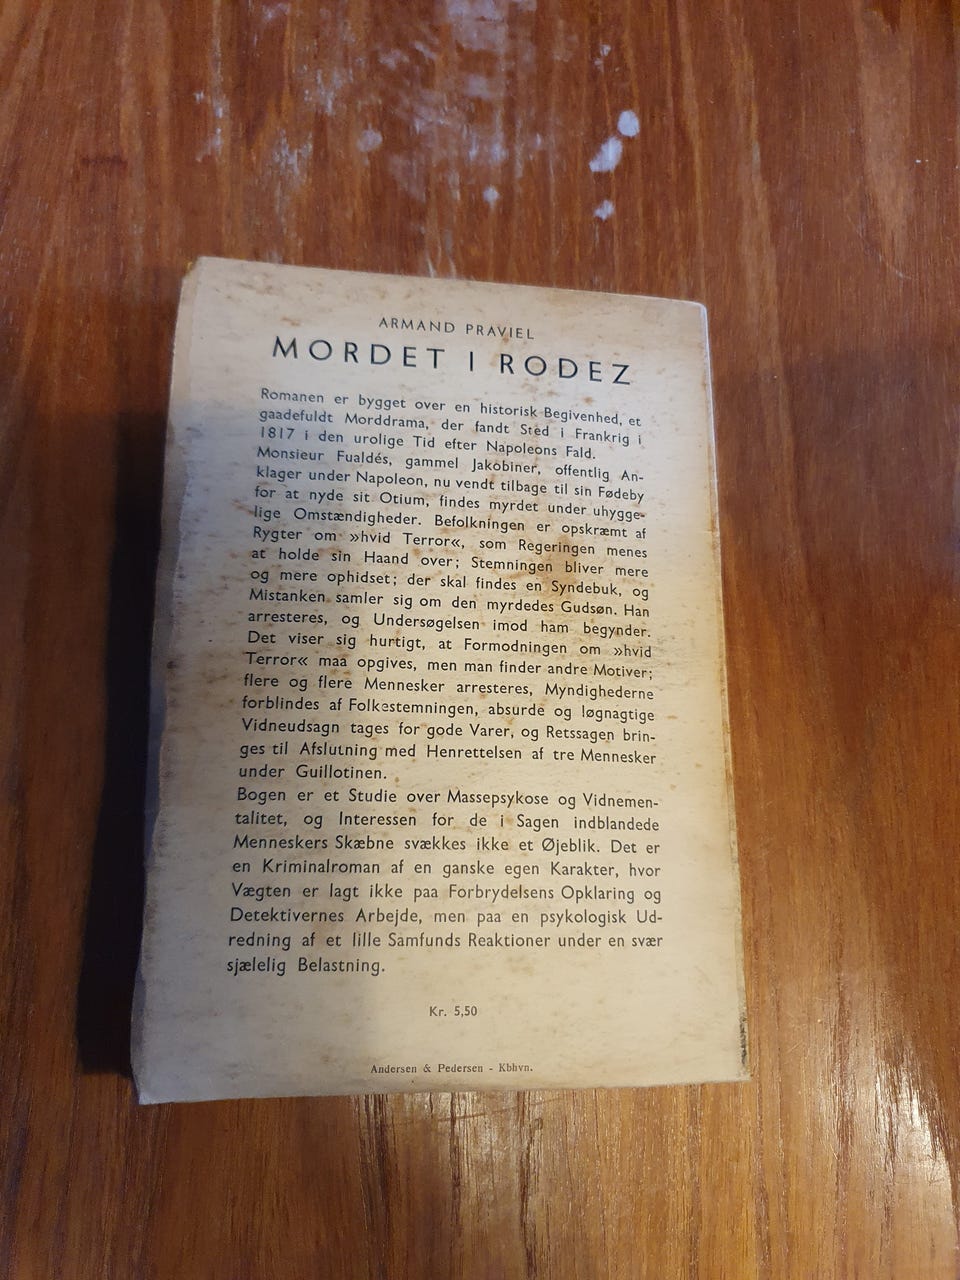 ARMAND PRAVIEL
MORDET I RODEZ
Romanen er bygget over en historisk Begivenhed, et
gaadefuldt Morddrama, der fandt Sted i Frankrig i
1817 i den urolige Tid efter Napoleons Fald.
Monsieur Fualdés, gammel Jakobiner, offentlig An-
klager under Napoleon, nu vendt tilbage til sin Fødeby
for at nyde sit Otium, findes myrdet under uhygge-
lige Omstændigheder. Befolkningen er opskræmt af
Rygter om »hvid Terror«, som Regeringen menes
at holde sin Haand over; Stemningen bliver mere
og mere ophidset; der skal findes en Syndebuk, og
Mistanken samler sig om den myrdedes Gudsøn. Han
arresteres, og Undersøgelsen imod ham begynder.
Det viser sig hurtigt, at Formodningen om »hvid
Terror« maa opgives, men man finder andre Motiver;
flere og flere Mennesker arresteres, Myndighederne
forblindes af Folkestemningen, absurde og løgnagtige
Vidneudsagn tages for gode Varer, og Retssagen brin-
ges til Afslutning med Henrettelsen af tre Mennesker
under Guillotinen.
Bogen er et Studie over Massepsykose og Vidnemen-
talitet, og Interessen for de i Sagen indblandede
Menneskers Skæbne svækkes ikke et Øjeblik. Det er
en Kriminalroman af en ganske egen Karakter, hvor
Vægten er lagt ikke paa Forbrydelsens Opklaring og
Detektivernes Arbejde, men paa en psykologisk Ud-
redning af et lille Samfunds Reaktioner under en svær
sjælelig Belastning.
Kr. 5,50
Andersen & Pedersen - Kbhvn.